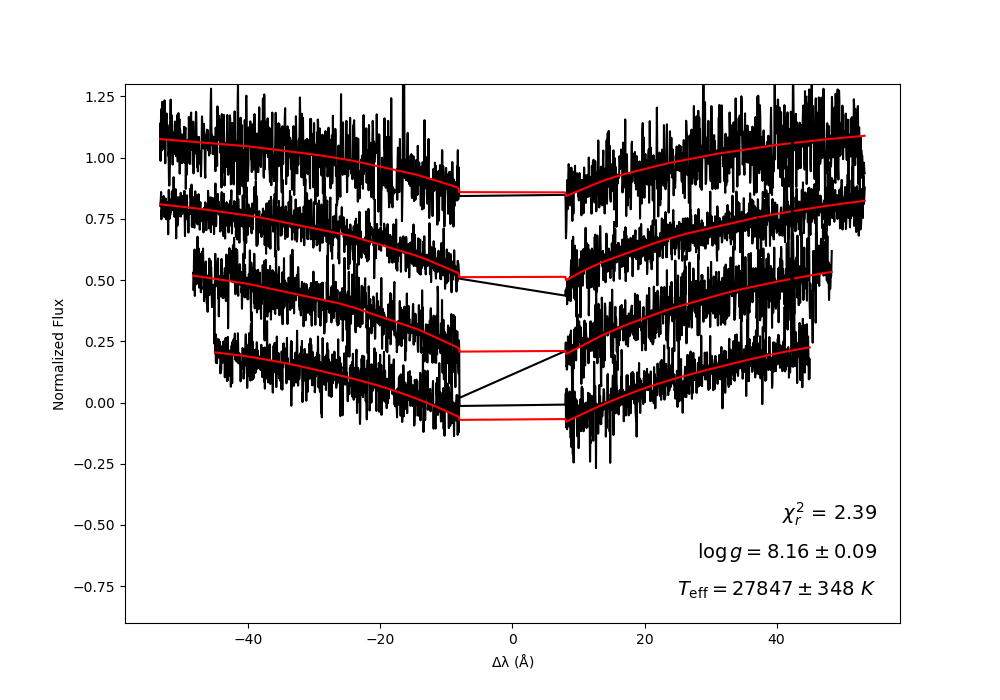 1.25
1.00
0.75
0.50
0.25
0.00
−0.25
−0.50
−0.75
Normalized Flux
χ²ᵣ = 2.39
log g = 8.16 ± 0.09
T_eff = 27847 ± 348 K
−40 −20 0 20 40
Δλ (Å)